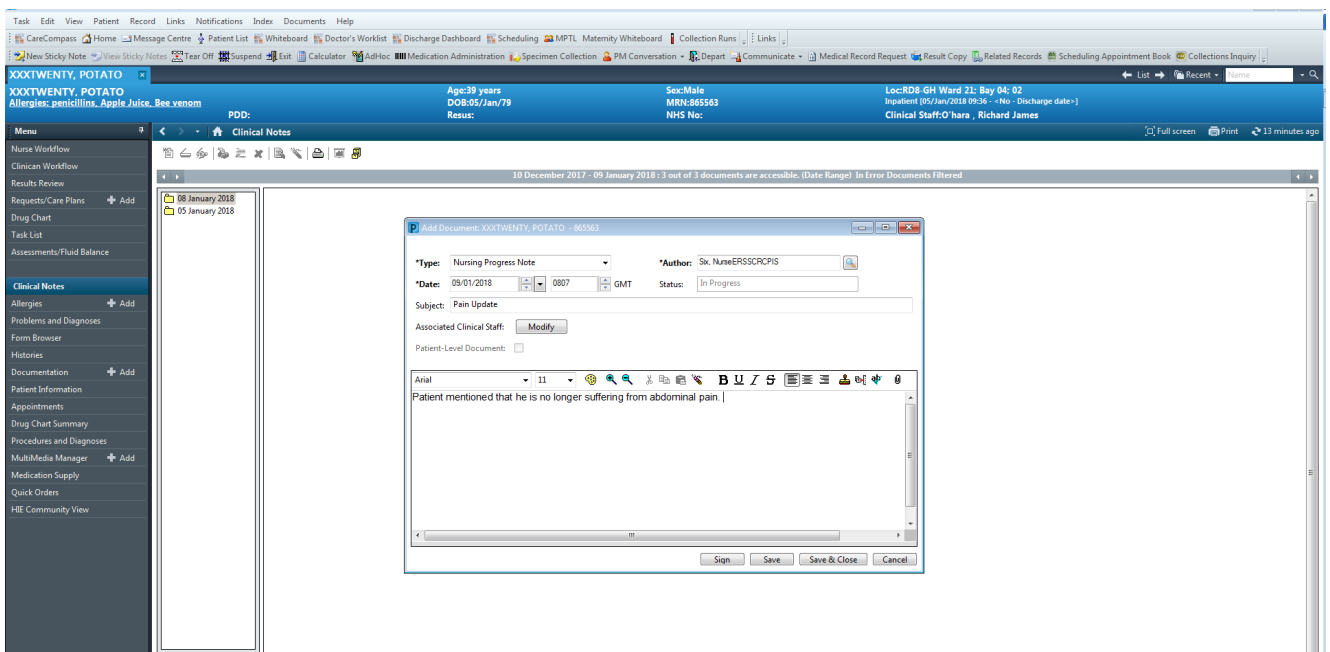 Task Edit View Patient Record Links Notifications Index Documents Help
CareCompass Home Message Centre Patient List Whiteboard Doctor's Worklist Discharge Dashboard Scheduling MPTL Maternity Whiteboard Collection Runs Links
New Sticky Note View Sticky Notes Tear Off Suspend Exit Calculator AdHoc Medication Administration Specimen Collection PM Conversation Depart Communicate Medical Record Request Result Copy Related Records Scheduling Appointment Book Collections Inquiry
XXXTWENTY, POTATO List Recent Name
XXXTWENTY, POTATO Age:39 years Sex:Male Loc:RD8-GH Ward 21; Bay 04; 02
Allergies: penicillins, Apple Juice, Bee venom DOB:05/Jan/79 MRN:865563 Inpatient [05/Jan/2018 09:36 - <No - Discharge date>]
PDD: Resus: NHS No: Clinical Staff:O'hara , Richard James
Menu Clinical Notes Full screen Print 13 minutes ago
Nurse Workflow
Clinican Workflow
Results Review
Requests/Care Plans Add
Drug Chart
Task List
Assessments/Fluid Balance
Clinical Notes
Allergies Add
Problems and Diagnoses
Form Browser
Histories
Documentation Add
Patient Information
Appointments
Drug Chart Summary
Procedures and Diagnoses
MultiMedia Manager Add
Medication Supply
Quick Orders
HIE Community View
10 December 2017 - 09 January 2018 : 3 out of 3 documents are accessible. (Date Range) In Error Documents Filtered
08 January 2018
05 January 2018
P Add Document: XXXTWENTY, POTATO - 865563
*Type: Nursing Progress Note *Author: Six. NurseERSSCRCPIS
*Date: 09/01/2018 0807 GMT Status: In Progress
Subject: Pain Update
Associated Clinical Staff: Modify
Patient-Level Document:
Arial 11 B U I S
Patient mentioned that he is no longer suffering from abdominal pain.
Sign Save Save & Close Cancel